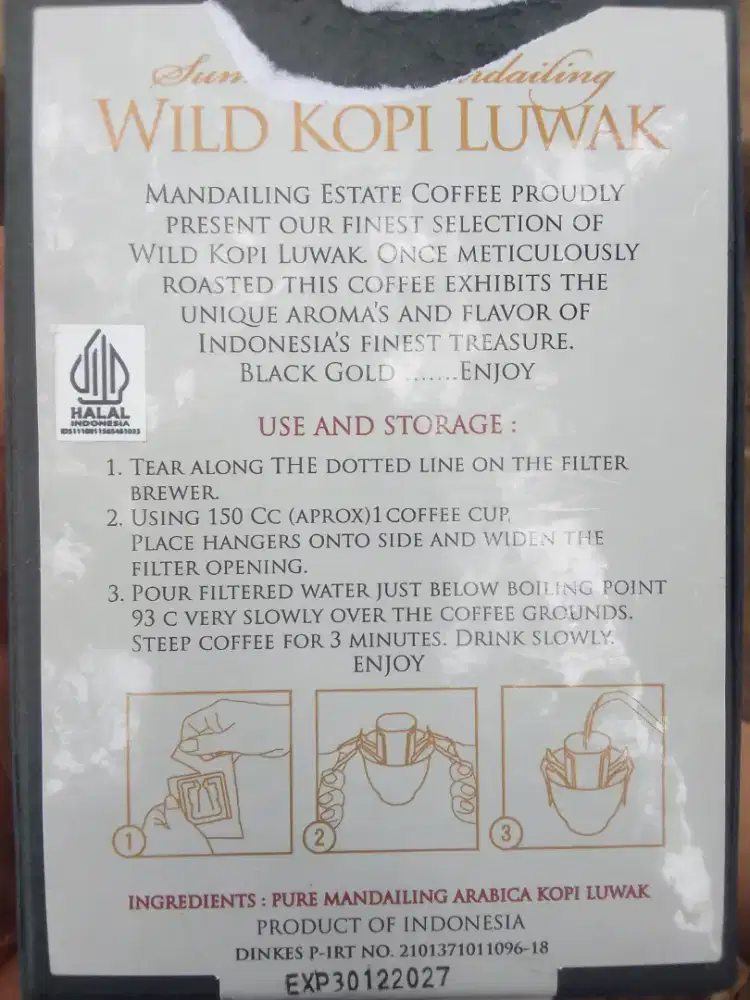 WILD KOPI LUWAK
MANDAILING ESTATE COFFEE PROUDLY
PRESENT OUR FINEST SELECTION OF
WILD KOPI LUWAK. ONCE METICULOUSLY
ROASTED THIS COFFEE EXHIBITS THE
UNIQUE AROMA'S AND FLAVOR OF
INDONESIA'S FINEST TREASURE.
BLACK GOLD .......ENJOY
HALAL
INDONESIA
USE AND STORAGE :
1. TEAR ALONG THE DOTTED LINE ON THE FILTER
BREWER.
2. USING 150 CC (APROX)1 COFFEE CUP,
PLACE HANGERS ONTO SIDE AND WIDEN THE
FILTER OPENING.
3. POUR FILTERED WATER JUST BELOW BOILING POINT
93 C VERY SLOWLY OVER THE COFFEE GROUNDS.
STEEP COFFEE FOR 3 MINUTES. DRINK SLOWLY.
ENJOY
1 2 3
INGREDIENTS : PURE MANDAILING ARABICA KOPI LUWAK
PRODUCT OF INDONESIA
DINKES P-IRT NO. 2101371011096-18
EXP30122027